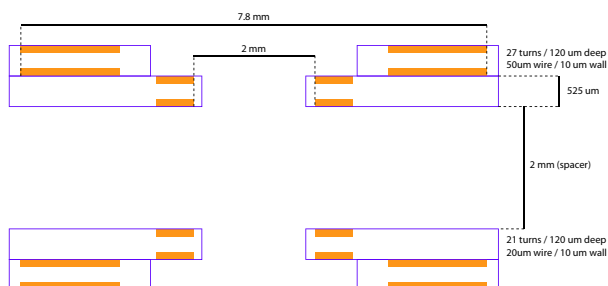 7.8 mm
2 mm
27 turns / 120 um deep
50um wire / 10 um wall
525 um
2 mm (spacer)
21 turns / 120 um deep
20um wire / 10 um wall